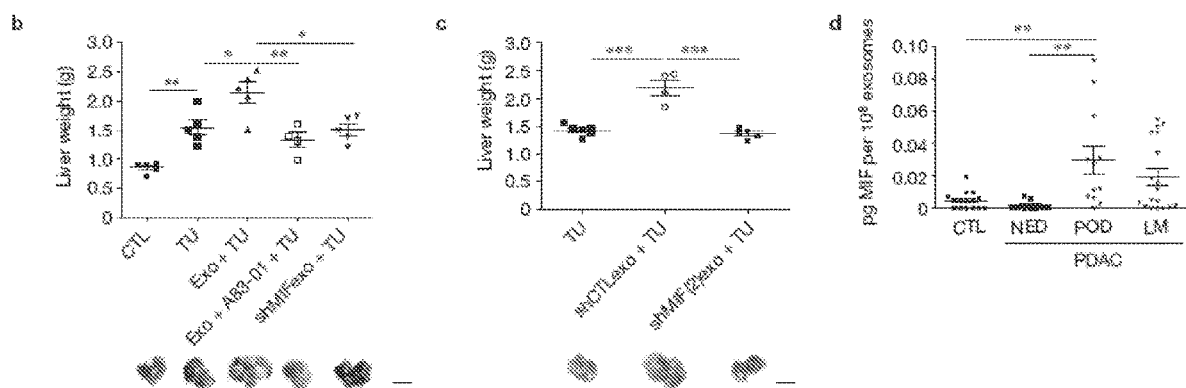 b
Liver weight (g)
3.0
2.5
2.0
1.5
1.0
0.5
0
**
*
**
*
CTL
TU
Exo + TU
Exo + A83-01 + TU
shMIFexo + TU
c
Liver weight (g)
3.0
2.5
2.0
1.5
1.0
0.5
0
***
***
TU
shCTLexo + TU
shMIF(2)exo + TU
d
pg MIF per 10⁸ exosomes
0.10
0.08
0.06
0.04
0.02
0
**
**
CTL
NED
POD
LM
PDAC